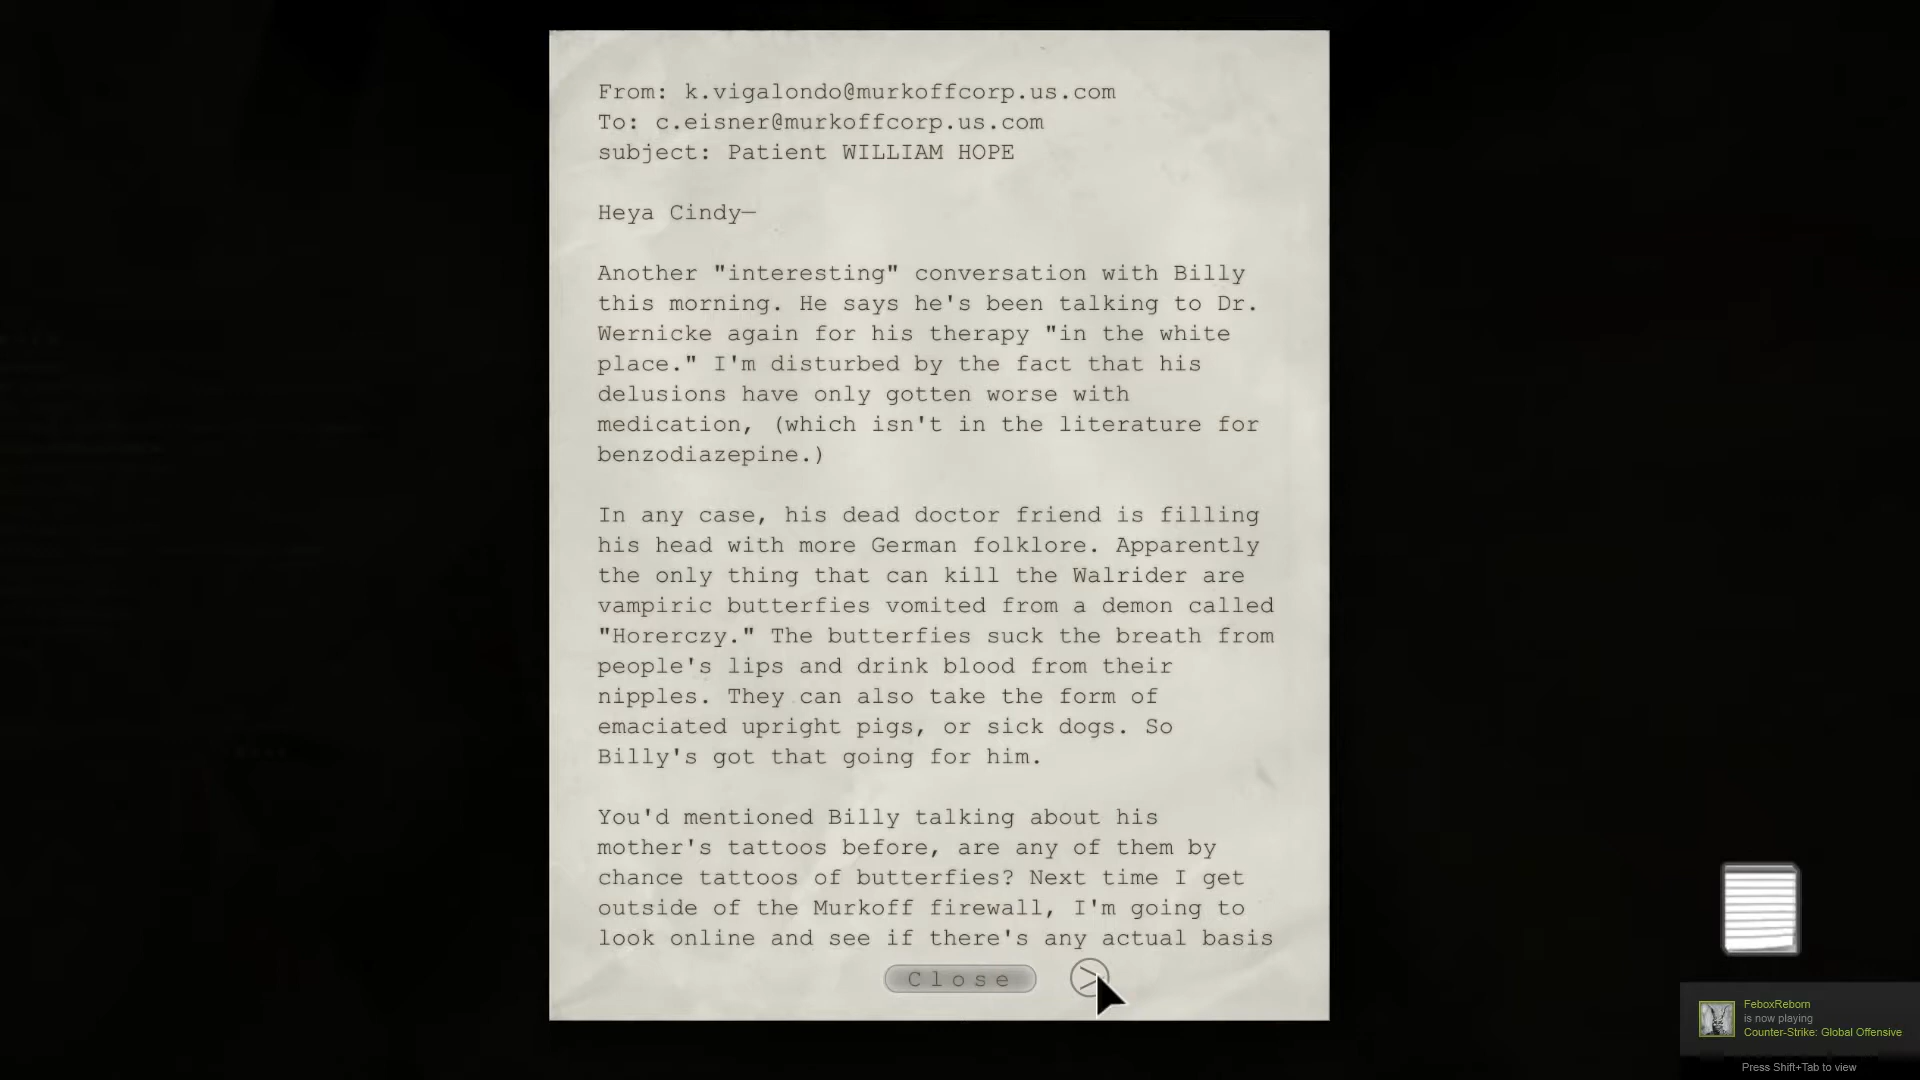 From: k.vigalondo@murkoffcorp.us.com
To: c.eisner@murkoffcorp.us.com
subject: Patient WILLIAM HOPE
Heya Cindy—
Another "interesting" conversation with Billy
this morning. He says he's been talking to Dr.
Wernicke again for his therapy "in the white
place." I'm disturbed by the fact that his
delusions have only gotten worse with
medication, (which isn't in the literature for
benzodiazepine.)
In any case, his dead doctor friend is filling
his head with more German folklore. Apparently
the only thing that can kill the Walrider are
vampiric butterfies vomited from a demon called
"Horerczy." The butterfies suck the breath from
people's lips and drink blood from their
nipples. They can also take the form of
emaciated upright pigs, or sick dogs. So
Billy's got that going for him.
You'd mentioned Billy talking about his
mother's tattoos before, are any of them by
chance tattoos of butterfies? Next time I get
outside of the Murkoff firewall, I'm going to
look online and see if there's any actual basis
Close >
FeboxReborn
is now playing
Counter-Strike: Global Offensive
Press Shift+Tab to view